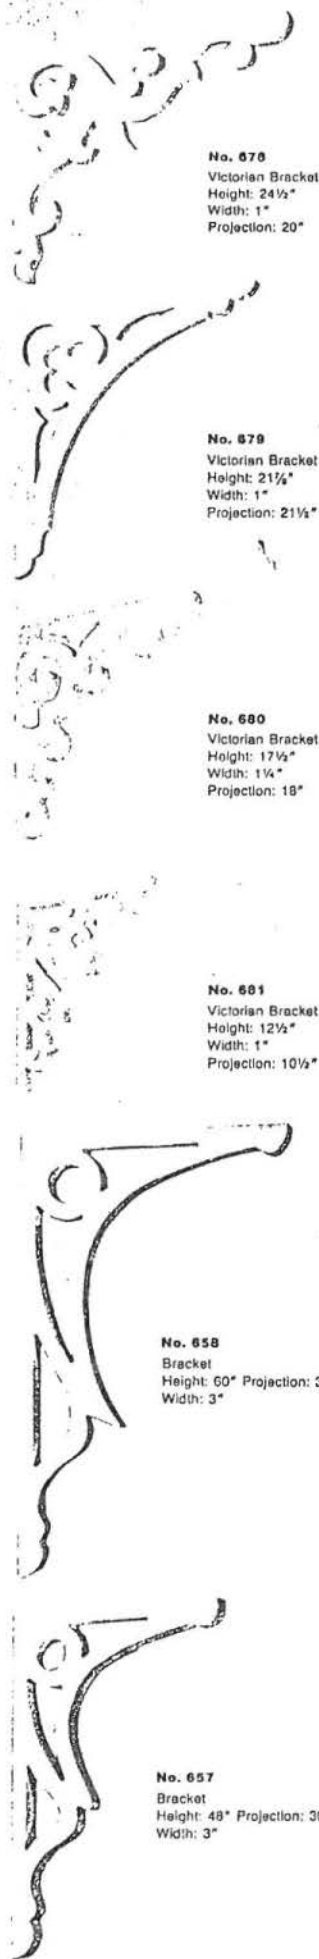 No. 678
Victorian Bracket
Height: 24½"
Width: 1"
Projection: 20"
No. 679
Victorian Bracket
Height: 21⅞"
Width: 1"
Projection: 21½"
No. 680
Victorian Bracket
Height: 17½"
Width: 1¼"
Projection: 18"
No. 681
Victorian Bracket
Height: 12½"
Width: 1"
Projection: 10½"
No. 658
Bracket
Height: 60" Projection:
Width: 3"
No. 657
Bracket
Height: 48" Projection:
Width: 3"